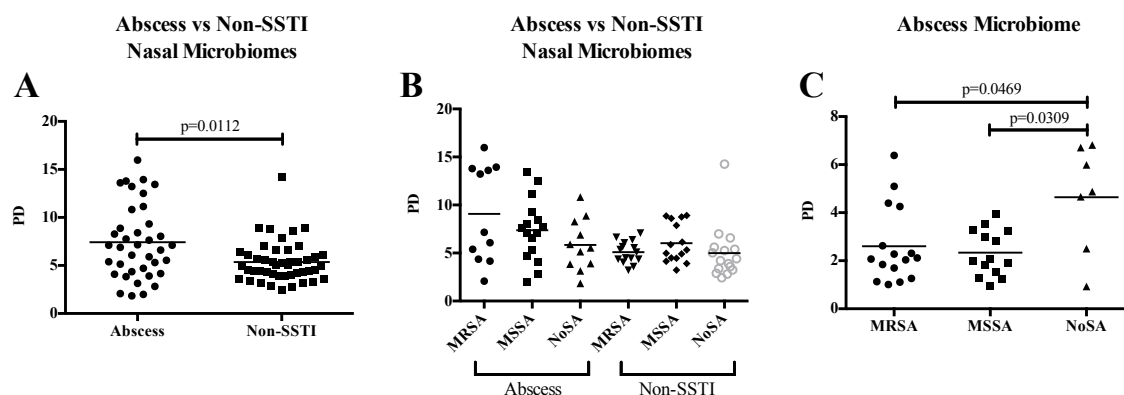 Abscess vs Non-SSTI
Nasal Microbiomes
A
p=0.0112
20
15
10
5
0
PD
Abscess
Non-SSTI
Abscess vs Non-SSTI
Nasal Microbiomes
B
20
15
10
5
0
PD
MRSA
MSSA
NoSA
MRSA
MSSA
NoSA
Abscess
Non-SSTI
Abscess Microbiome
C
p=0.0469
p=0.0309
8
6
4
2
0
PD
MRSA
MSSA
NoSA